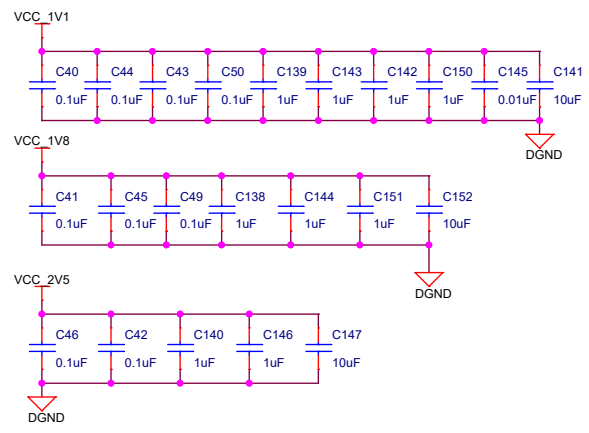 VCC_1V1
C40 C44 C43 C50 C139 C143 C142 C150 C145 C141
0.1uF 0.1uF 0.1uF 0.1uF 1uF 1uF 1uF 1uF 0.01uF 10uF
DGND
VCC_1V8
C41 C45 C49 C138 C144 C151 C152
0.1uF 0.1uF 0.1uF 1uF 1uF 1uF 10uF
DGND
VCC_2V5
C46 C42 C140 C146 C147
0.1uF 0.1uF 1uF 1uF 10uF
DGND